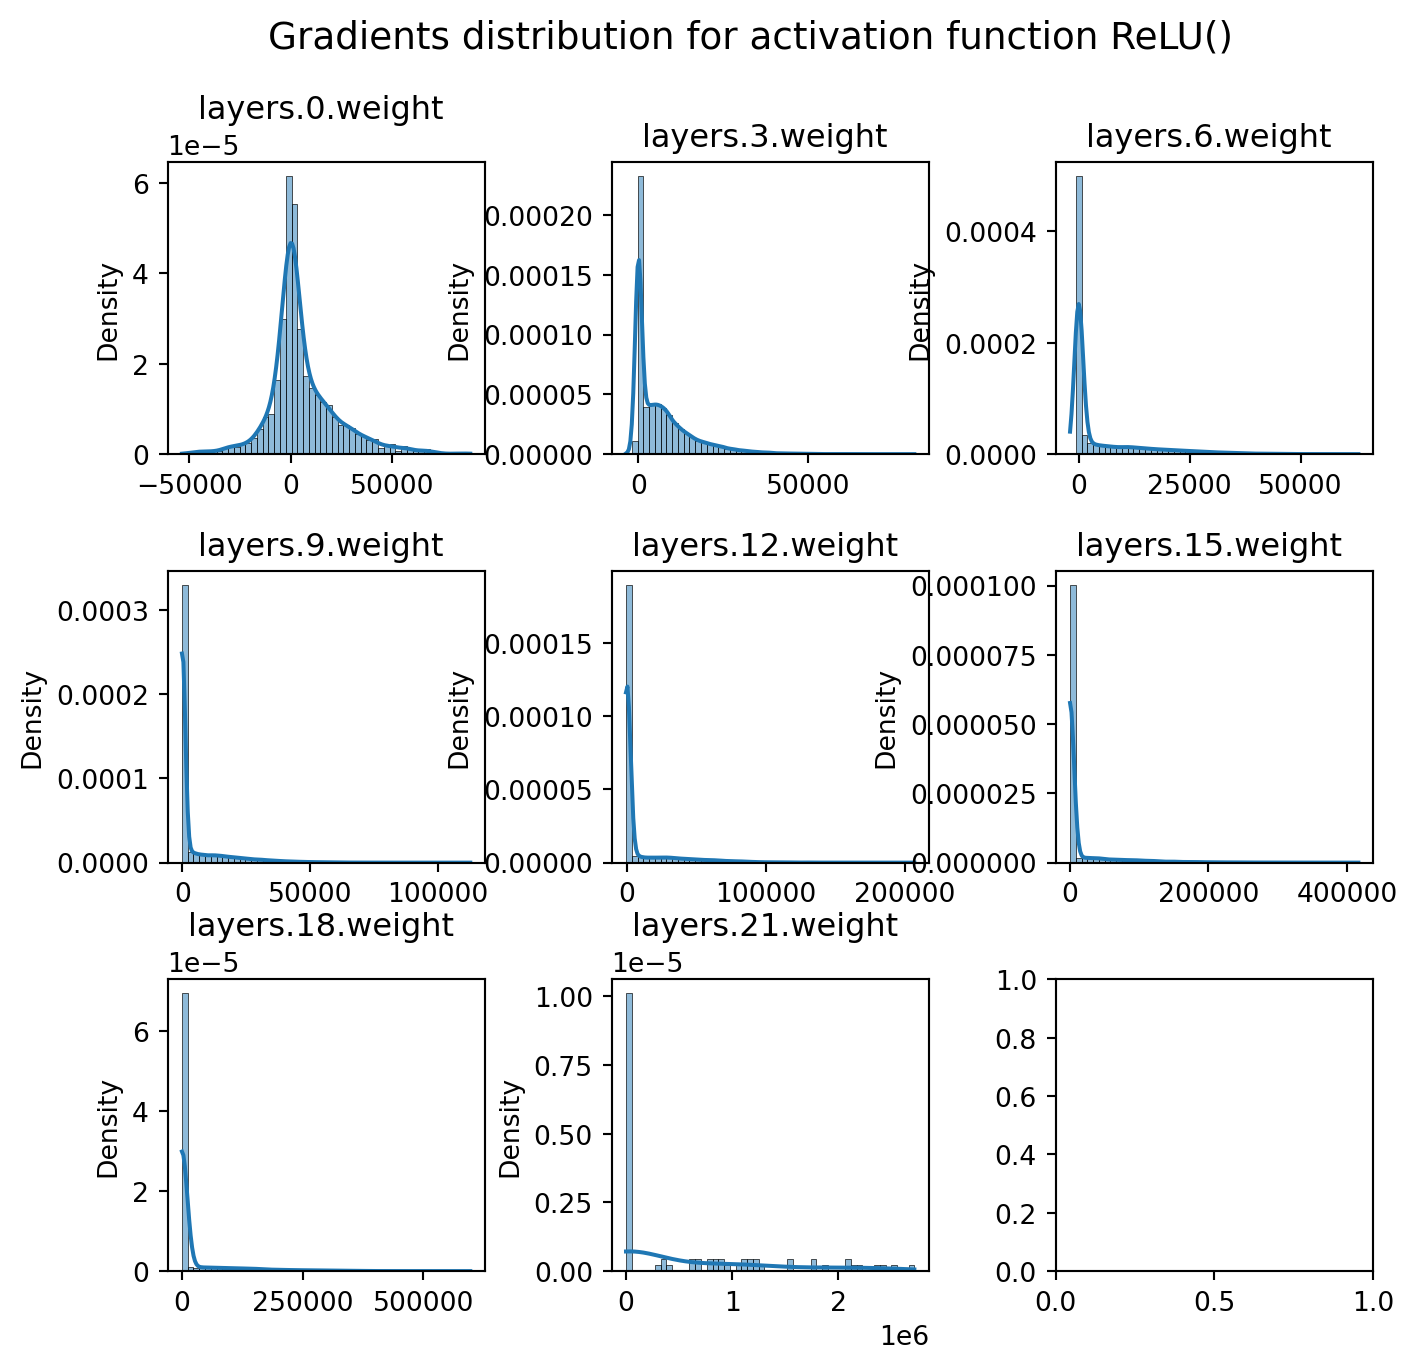 Gradients distribution for activation function ReLU()
layers.0.weight
1e−5
Density
6
4
2
0
−50000 0 50000
layers.3.weight
Density
0.00020
0.00015
0.00010
0.00005
0.00000
0 50000
layers.6.weight
Density
0.0004
0.0002
0.0000
0 25000 50000
layers.9.weight
Density
0.0003
0.0002
0.0001
0.0000
0 50000 100000
layers.12.weight
Density
0.00015
0.00010
0.00005
0.00000
0 100000 200000
layers.15.weight
Density
0.000100
0.000075
0.000050
0.000025
0.000000
0 200000 400000
layers.18.weight
1e−5
Density
6
4
2
0
0 250000 500000
layers.21.weight
1e−5
Density
1.00
0.75
0.50
0.25
0.00
0 1 2
1e6
1.0
0.8
0.6
0.4
0.2
0.0
0.0 0.5 1.0